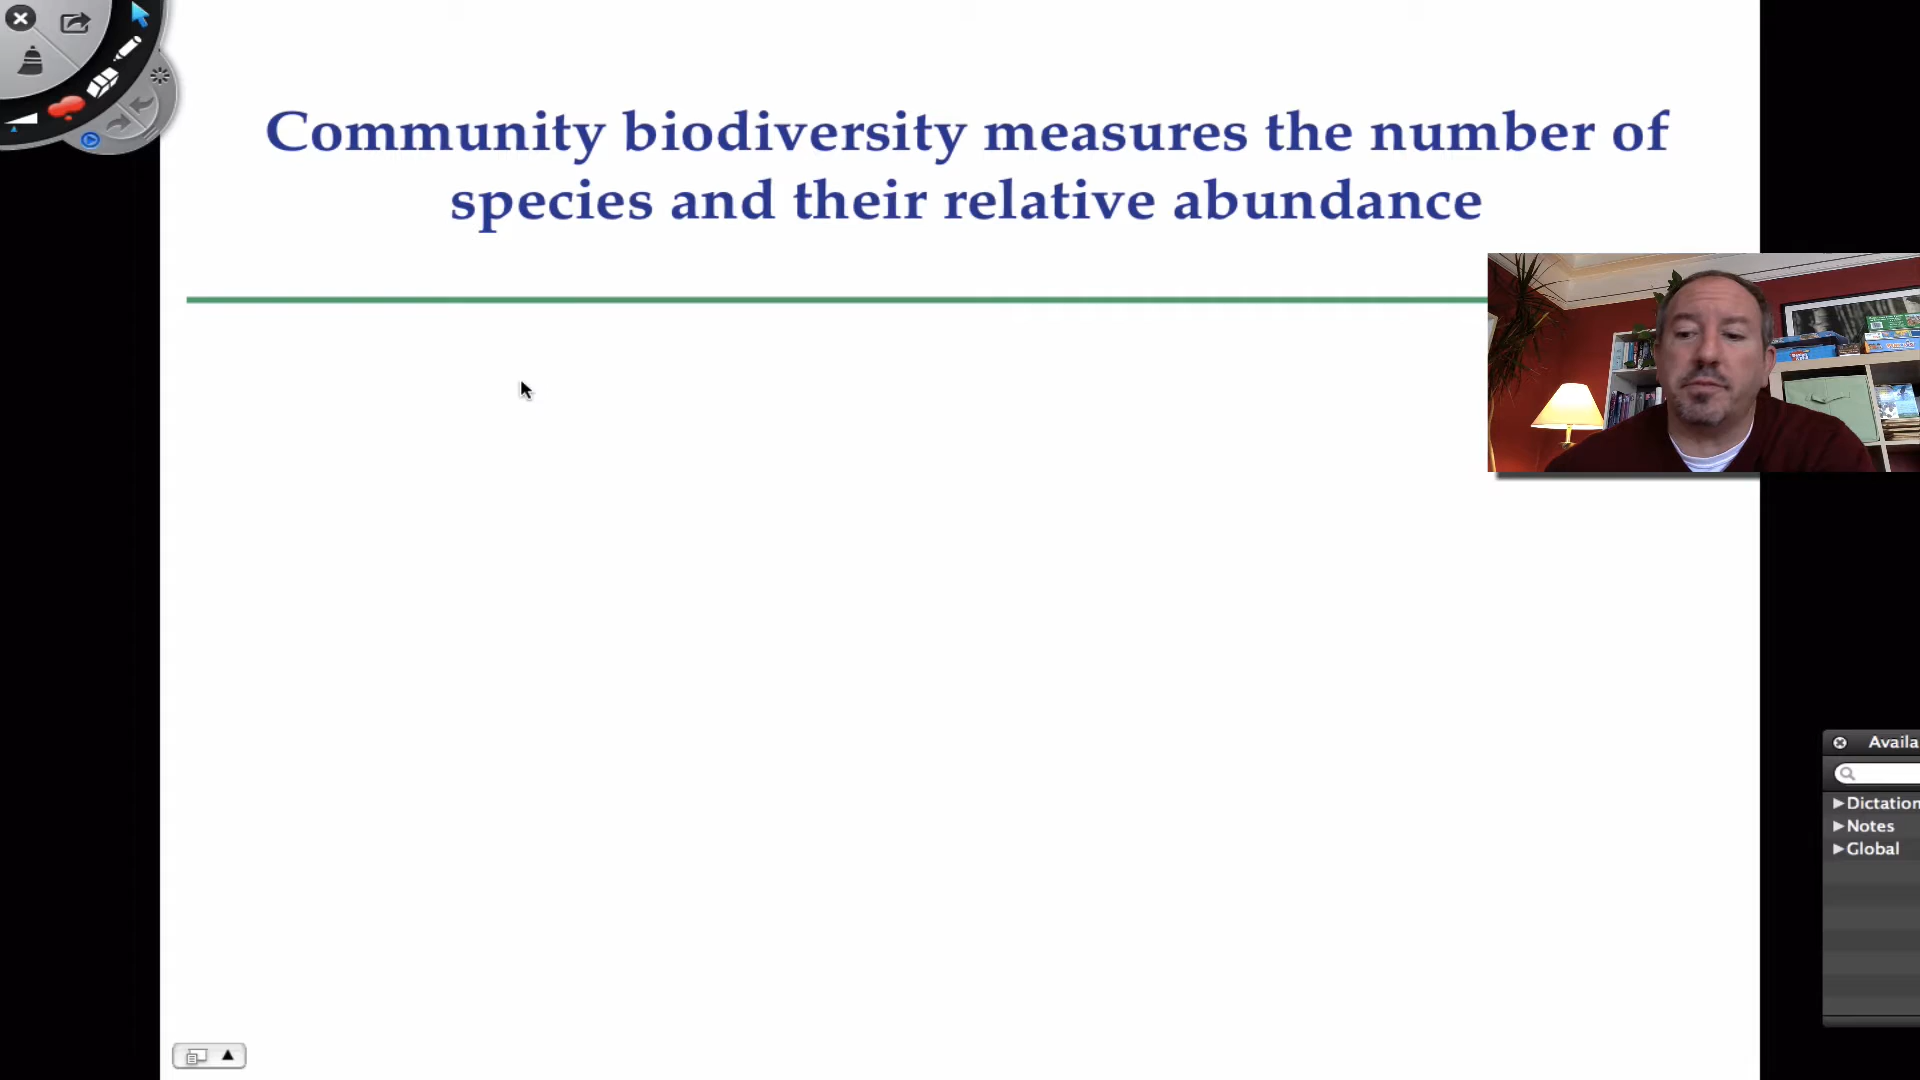 Community biodiversity measures the number of
species and their relative abundance
Availa
Dictation
Notes
Global